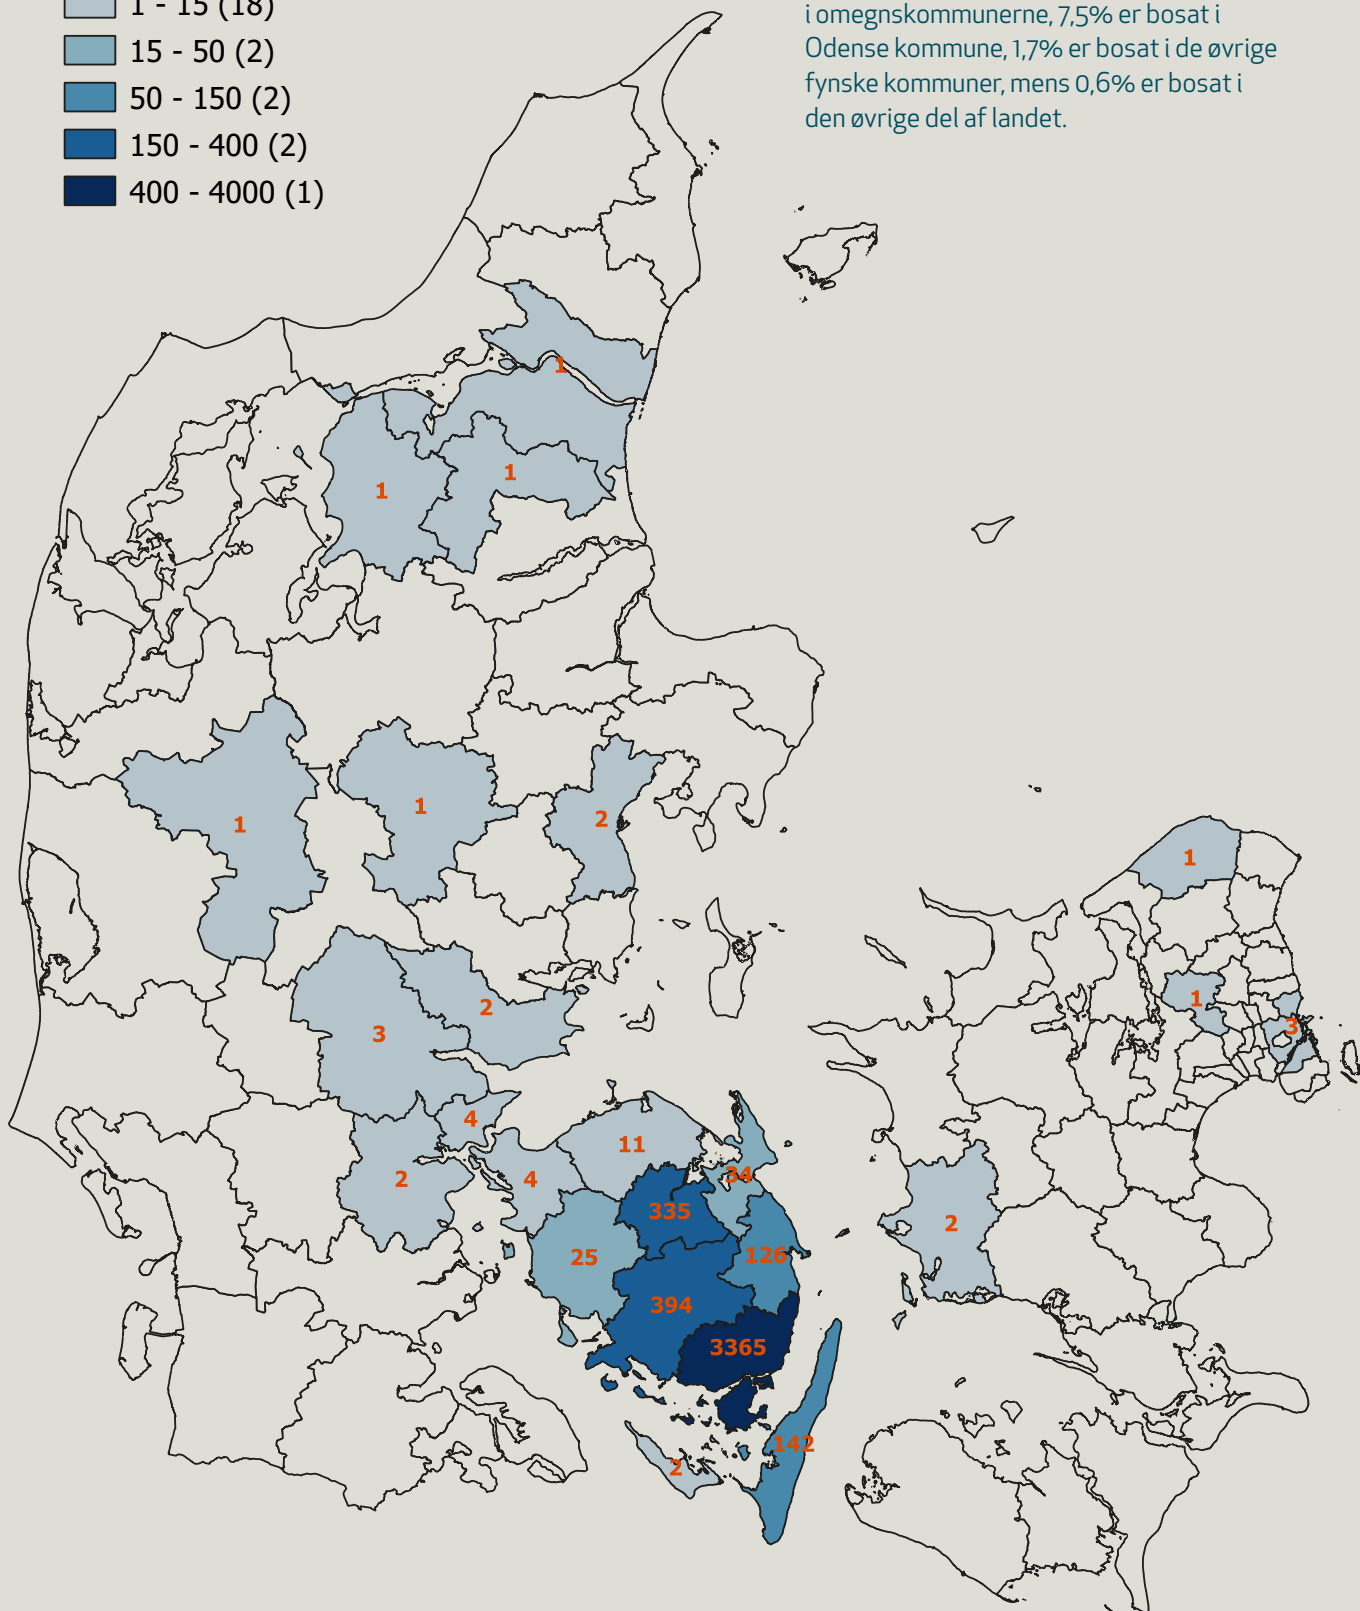 1 - 15 (18)
15 - 50 (2)
50 - 150 (2)
150 - 400 (2)
400 - 4000 (1)
i omegnskommunerne, 7,5% er bosat i
Odense kommune, 1,7% er bosat i de øvrige
fynske kommuner, mens 0,6% er bosat i
den øvrige del af landet.
1
1
1
1
1
2
1
1
3
2
3
4
2
4
11
34
335
25
126
394
3365
142
2
2